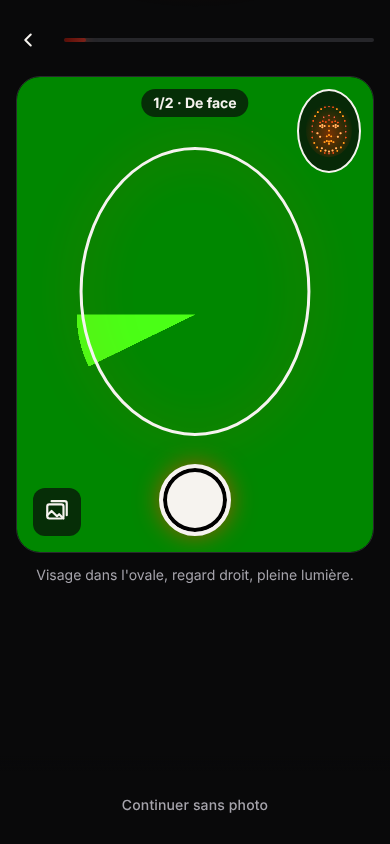 1/2 · De face
Visage dans l'ovale, regard droit, pleine lumière.
Continuer sans photo